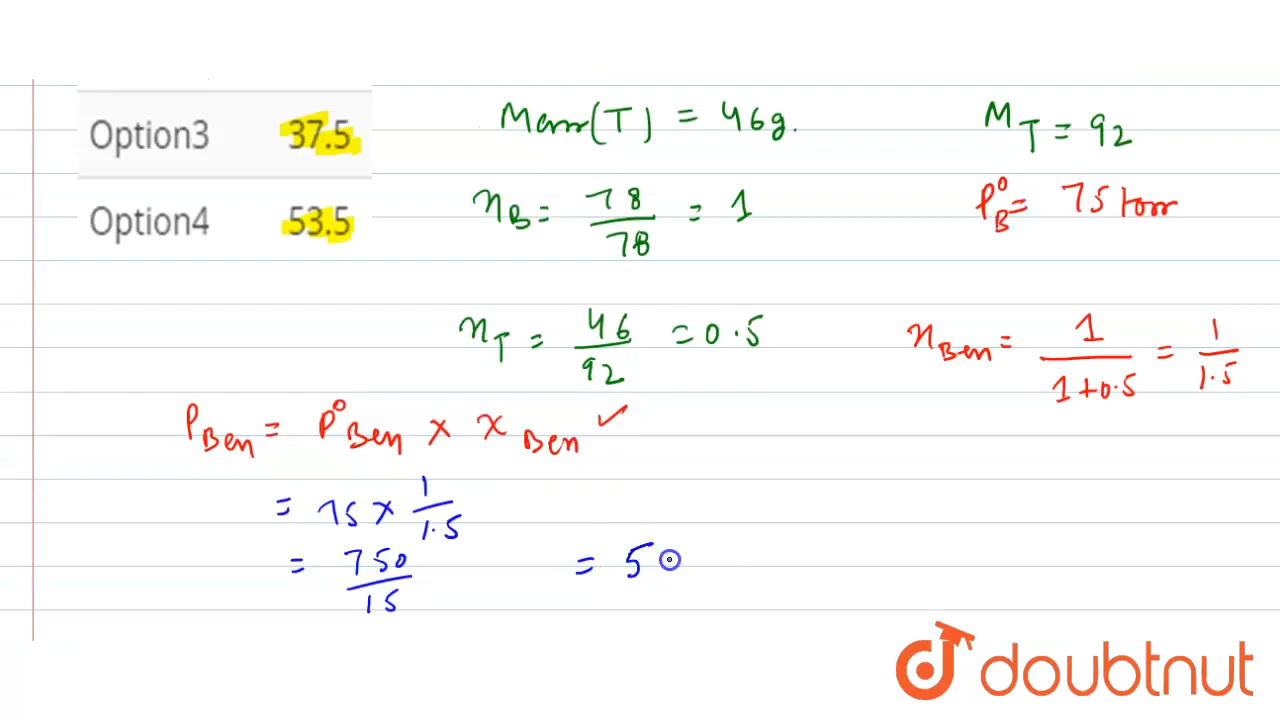 Option3 37.5
Option4 53.5
Mass(T) = 46g.
M_T = 92
n_B = 78/78 = 1
P⁰_B = 75 torr
n_T = 46/92 = 0.5
x_Ben = 1/(1+0.5) = 1/1.5
P_Ben = P⁰_Ben × x_Ben ✓
= 75 × 1/1.5
= 750/15 = 50
doubtnut